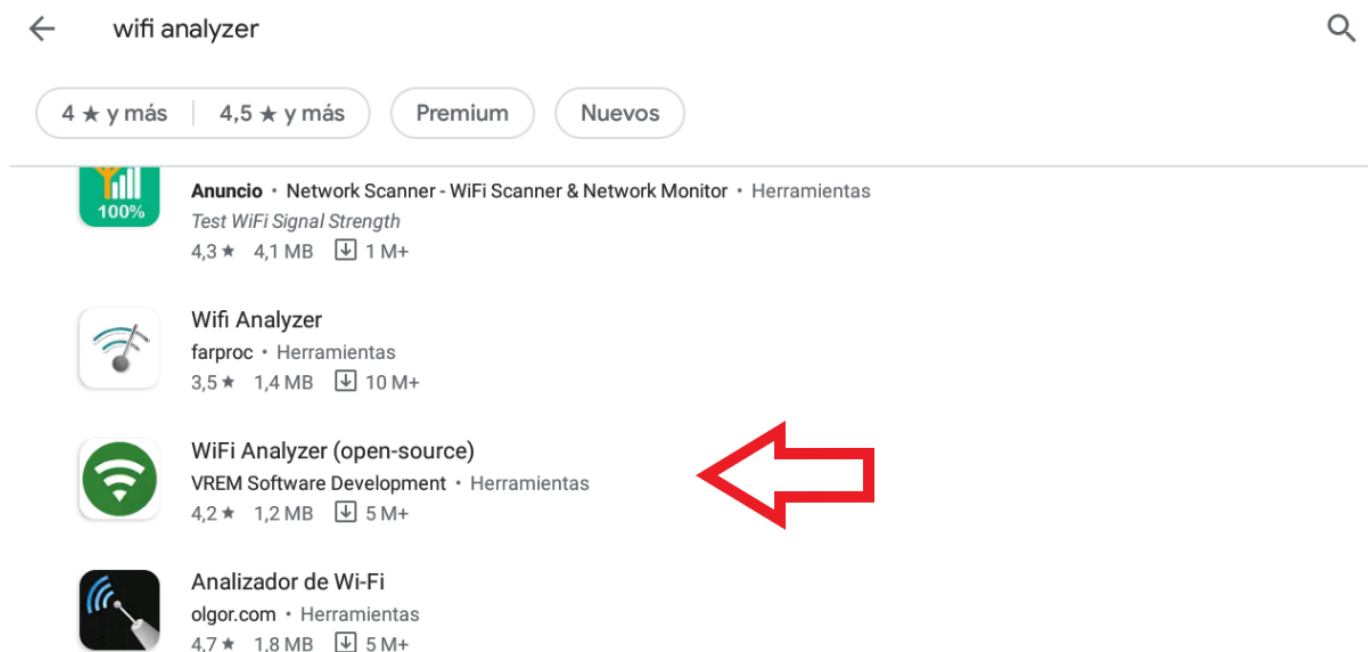 wifi analyzer
4 ★ y más | 4,5 ★ y más Premium Nuevos
100%
Anuncio • Network Scanner - WiFi Scanner & Network Monitor • Herramientas
Test WiFi Signal Strength
4,3 ★ 4,1 MB 1 M+
Wifi Analyzer
farproc • Herramientas
3,5 ★ 1,4 MB 10 M+
WiFi Analyzer (open-source)
VREM Software Development • Herramientas
4,2 ★ 1,2 MB 5 M+
Analizador de Wi-Fi
olgor.com • Herramientas
4,7 ★ 1,8 MB 5 M+